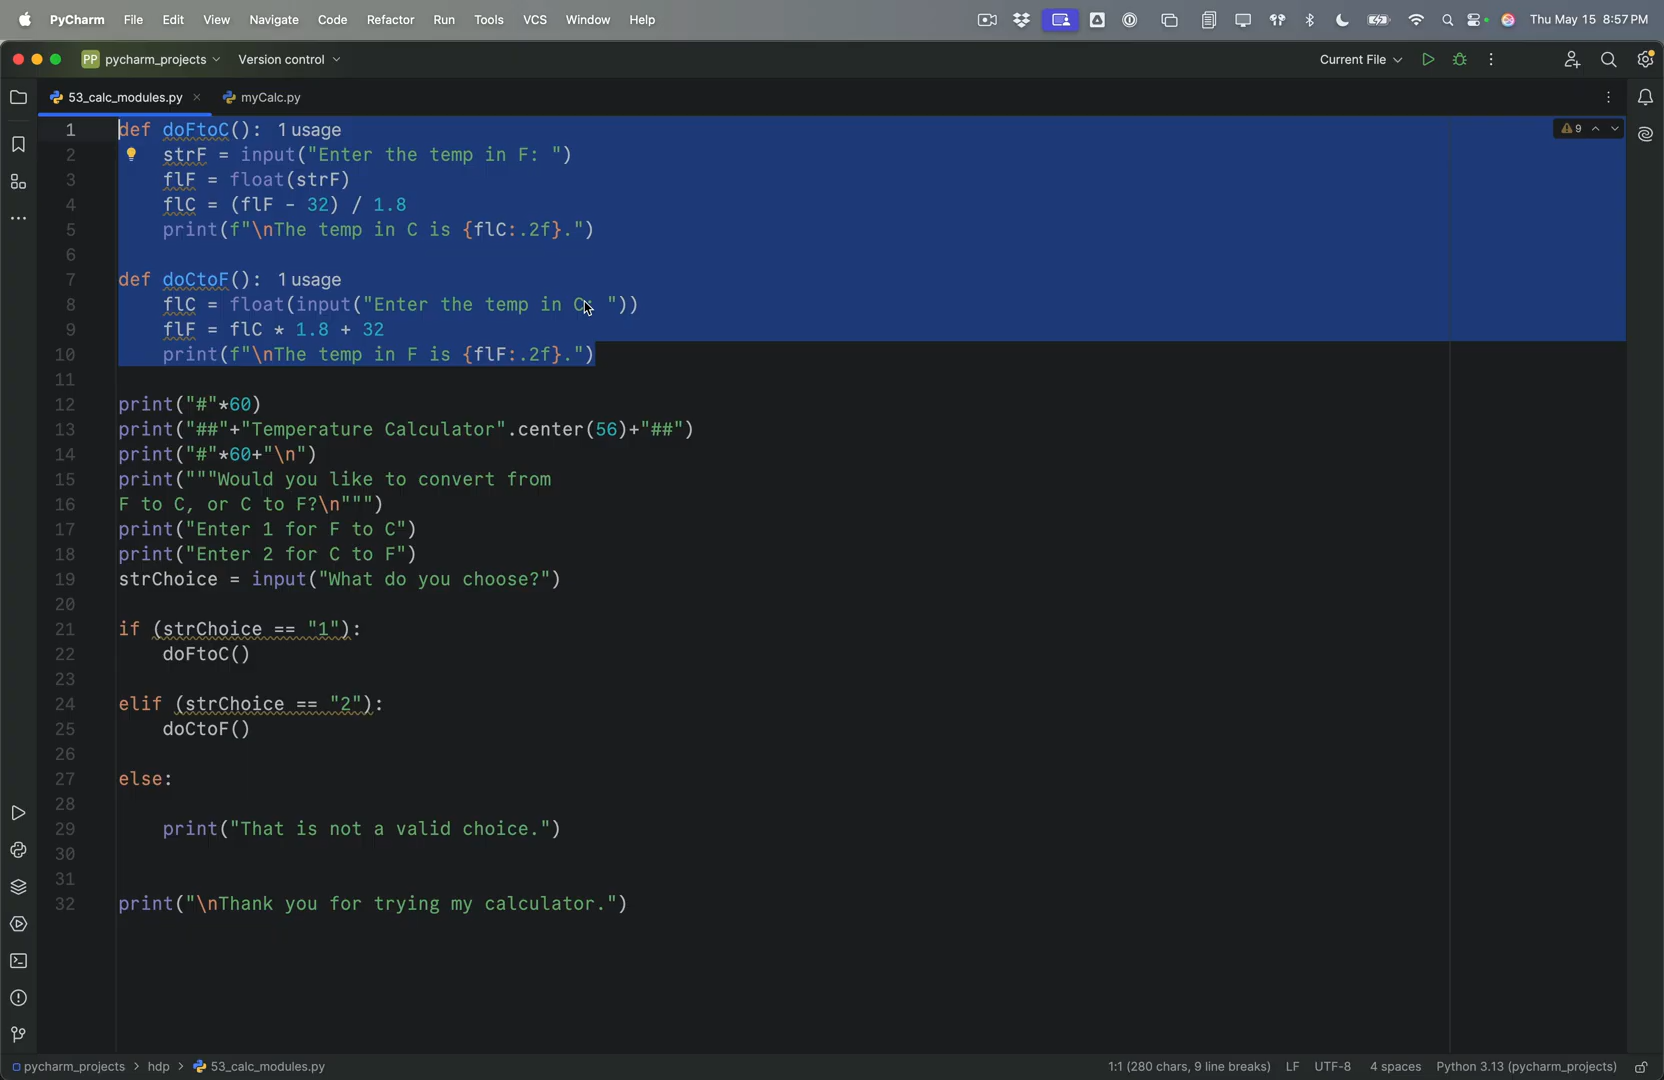 PyCharm File Edit View Navigate Code Refactor Run Tools VCS Window Help Thu May 15 8:57 PM
PP pycharm_projects Version control Current File
53_calc_modules.py myCalc.py
1 def doFtoC(): 1 usage 9
2 strF = input("Enter the temp in F: ")
3 flF = float(strF)
4 flC = (flF - 32) / 1.8
5 print(f"\nThe temp in C is {flC:.2f}.")
6
7 def doCtoF(): 1 usage
8 flC = float(input("Enter the temp in C: "))
9 flF = flC * 1.8 + 32
10 print(f"\nThe temp in F is {flF:.2f}.")
11
12 print("#"*60)
13 print("##"+"Temperature Calculator".center(56)+"##")
14 print("#"*60+"\n")
15 print("""Would you like to convert from
16 F to C, or C to F?\n""")
17 print("Enter 1 for F to C")
18 print("Enter 2 for C to F")
19 strChoice = input("What do you choose?")
20
21 if (strChoice == "1"):
22 doFtoC()
23
24 elif (strChoice == "2"):
25 doCtoF()
26
27 else:
28
29 print("That is not a valid choice.")
30
31
32 print("\nThank you for trying my calculator.")
pycharm_projects > hdp > 53_calc_modules.py 1:1 (280 chars, 9 line breaks) LF UTF-8 4 spaces Python 3.13 (pycharm_projects)